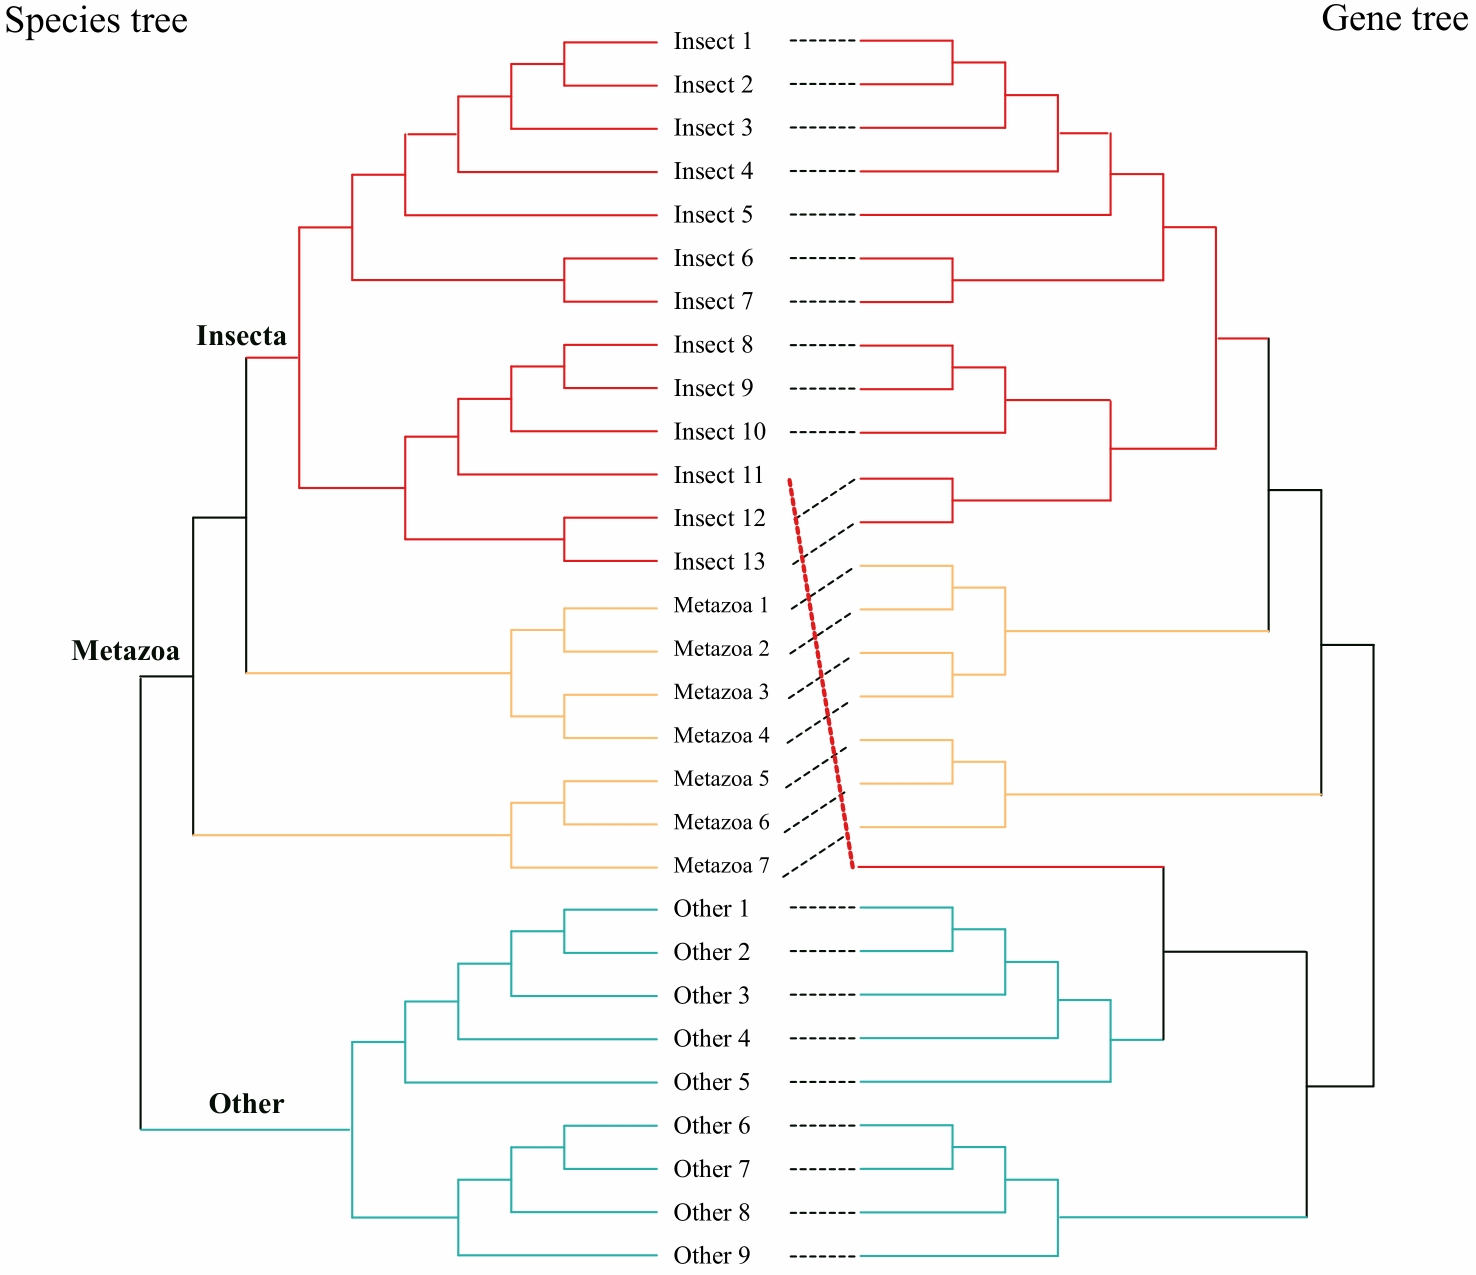 Species tree
Gene tree
Insect 1
Insect 2
Insect 3
Insect 4
Insect 5
Insect 6
Insect 7
Insecta
Insect 8
Insect 9
Insect 10
Insect 11
Insect 12
Insect 13
Metazoa 1
Metazoa
Metazoa 2
Metazoa 3
Metazoa 4
Metazoa 5
Metazoa 6
Metazoa 7
Other 1
Other 2
Other 3
Other 4
Other 5
Other
Other 6
Other 7
Other 8
Other 9